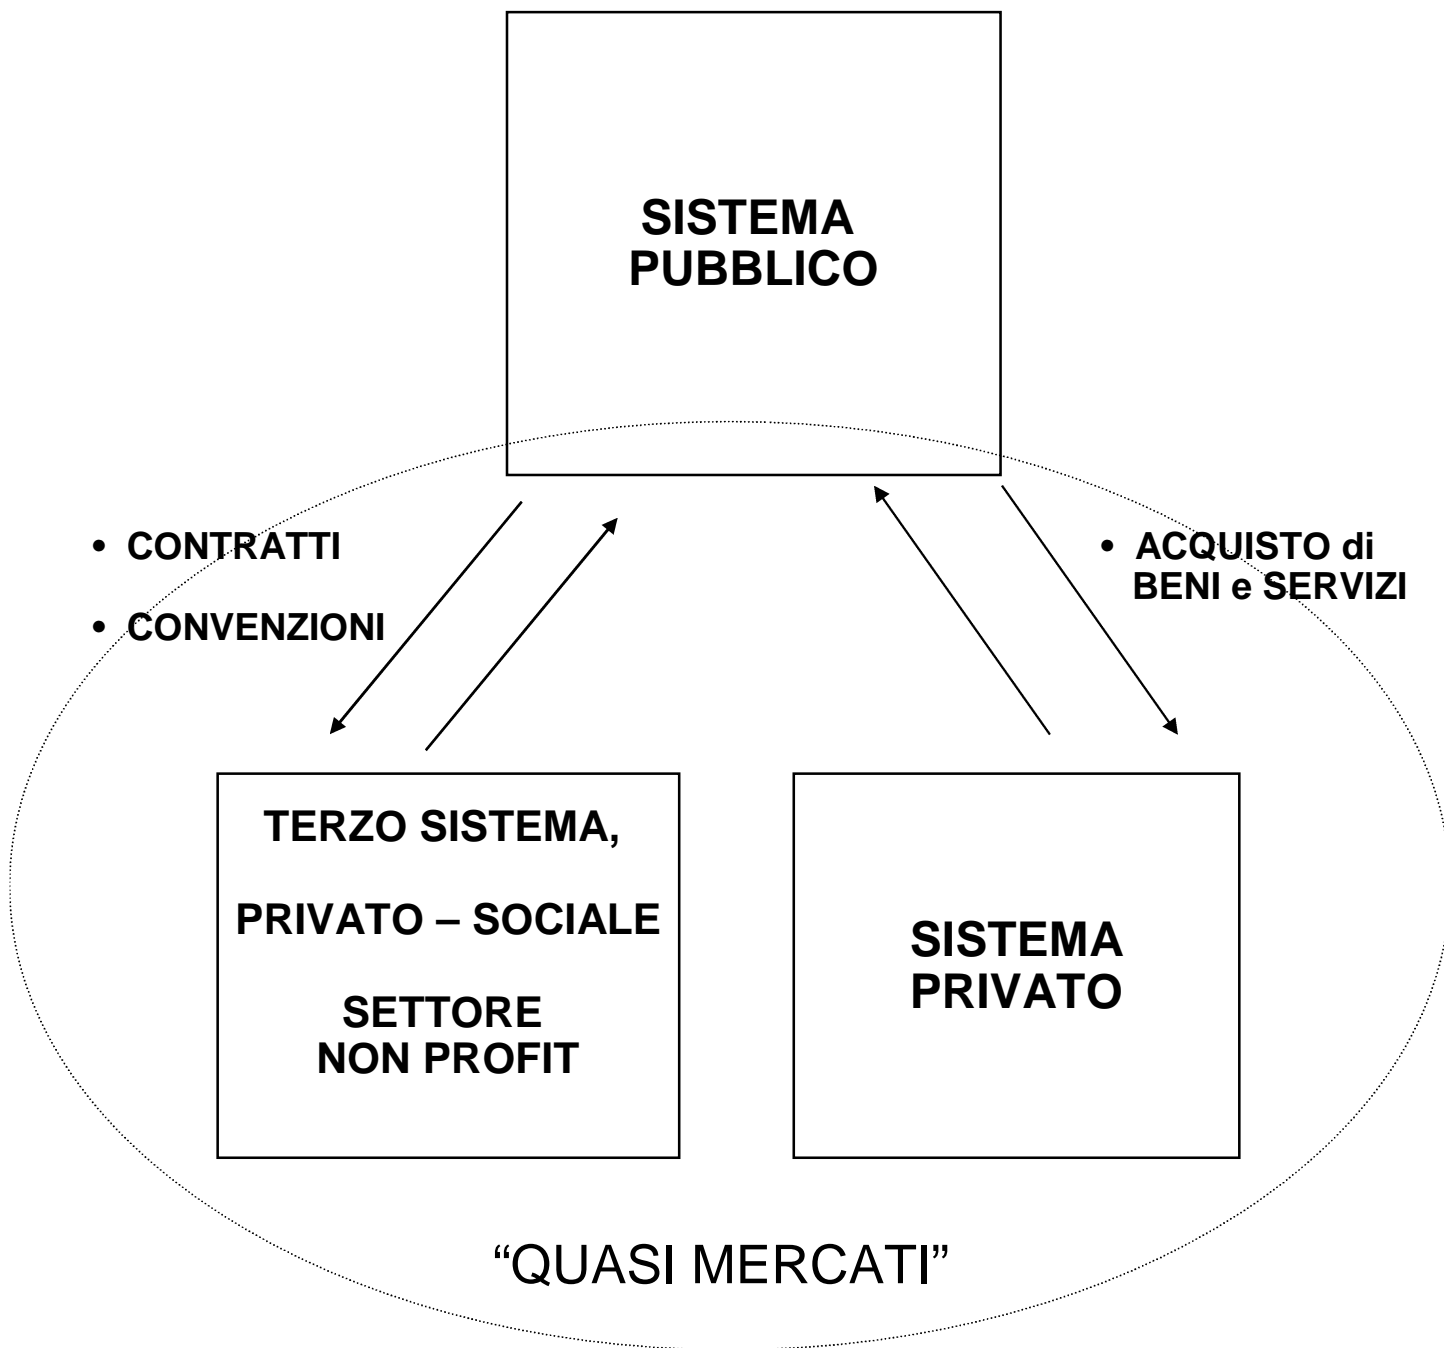 SISTEMA
PUBBLICO
• CONTRATTI
• CONVENZIONI
• ACQUISTO di
BENI e SERVIZI
TERZO SISTEMA,
PRIVATO – SOCIALE
SETTORE
NON PROFIT
SISTEMA
PRIVATO
“QUASI MERCATI”